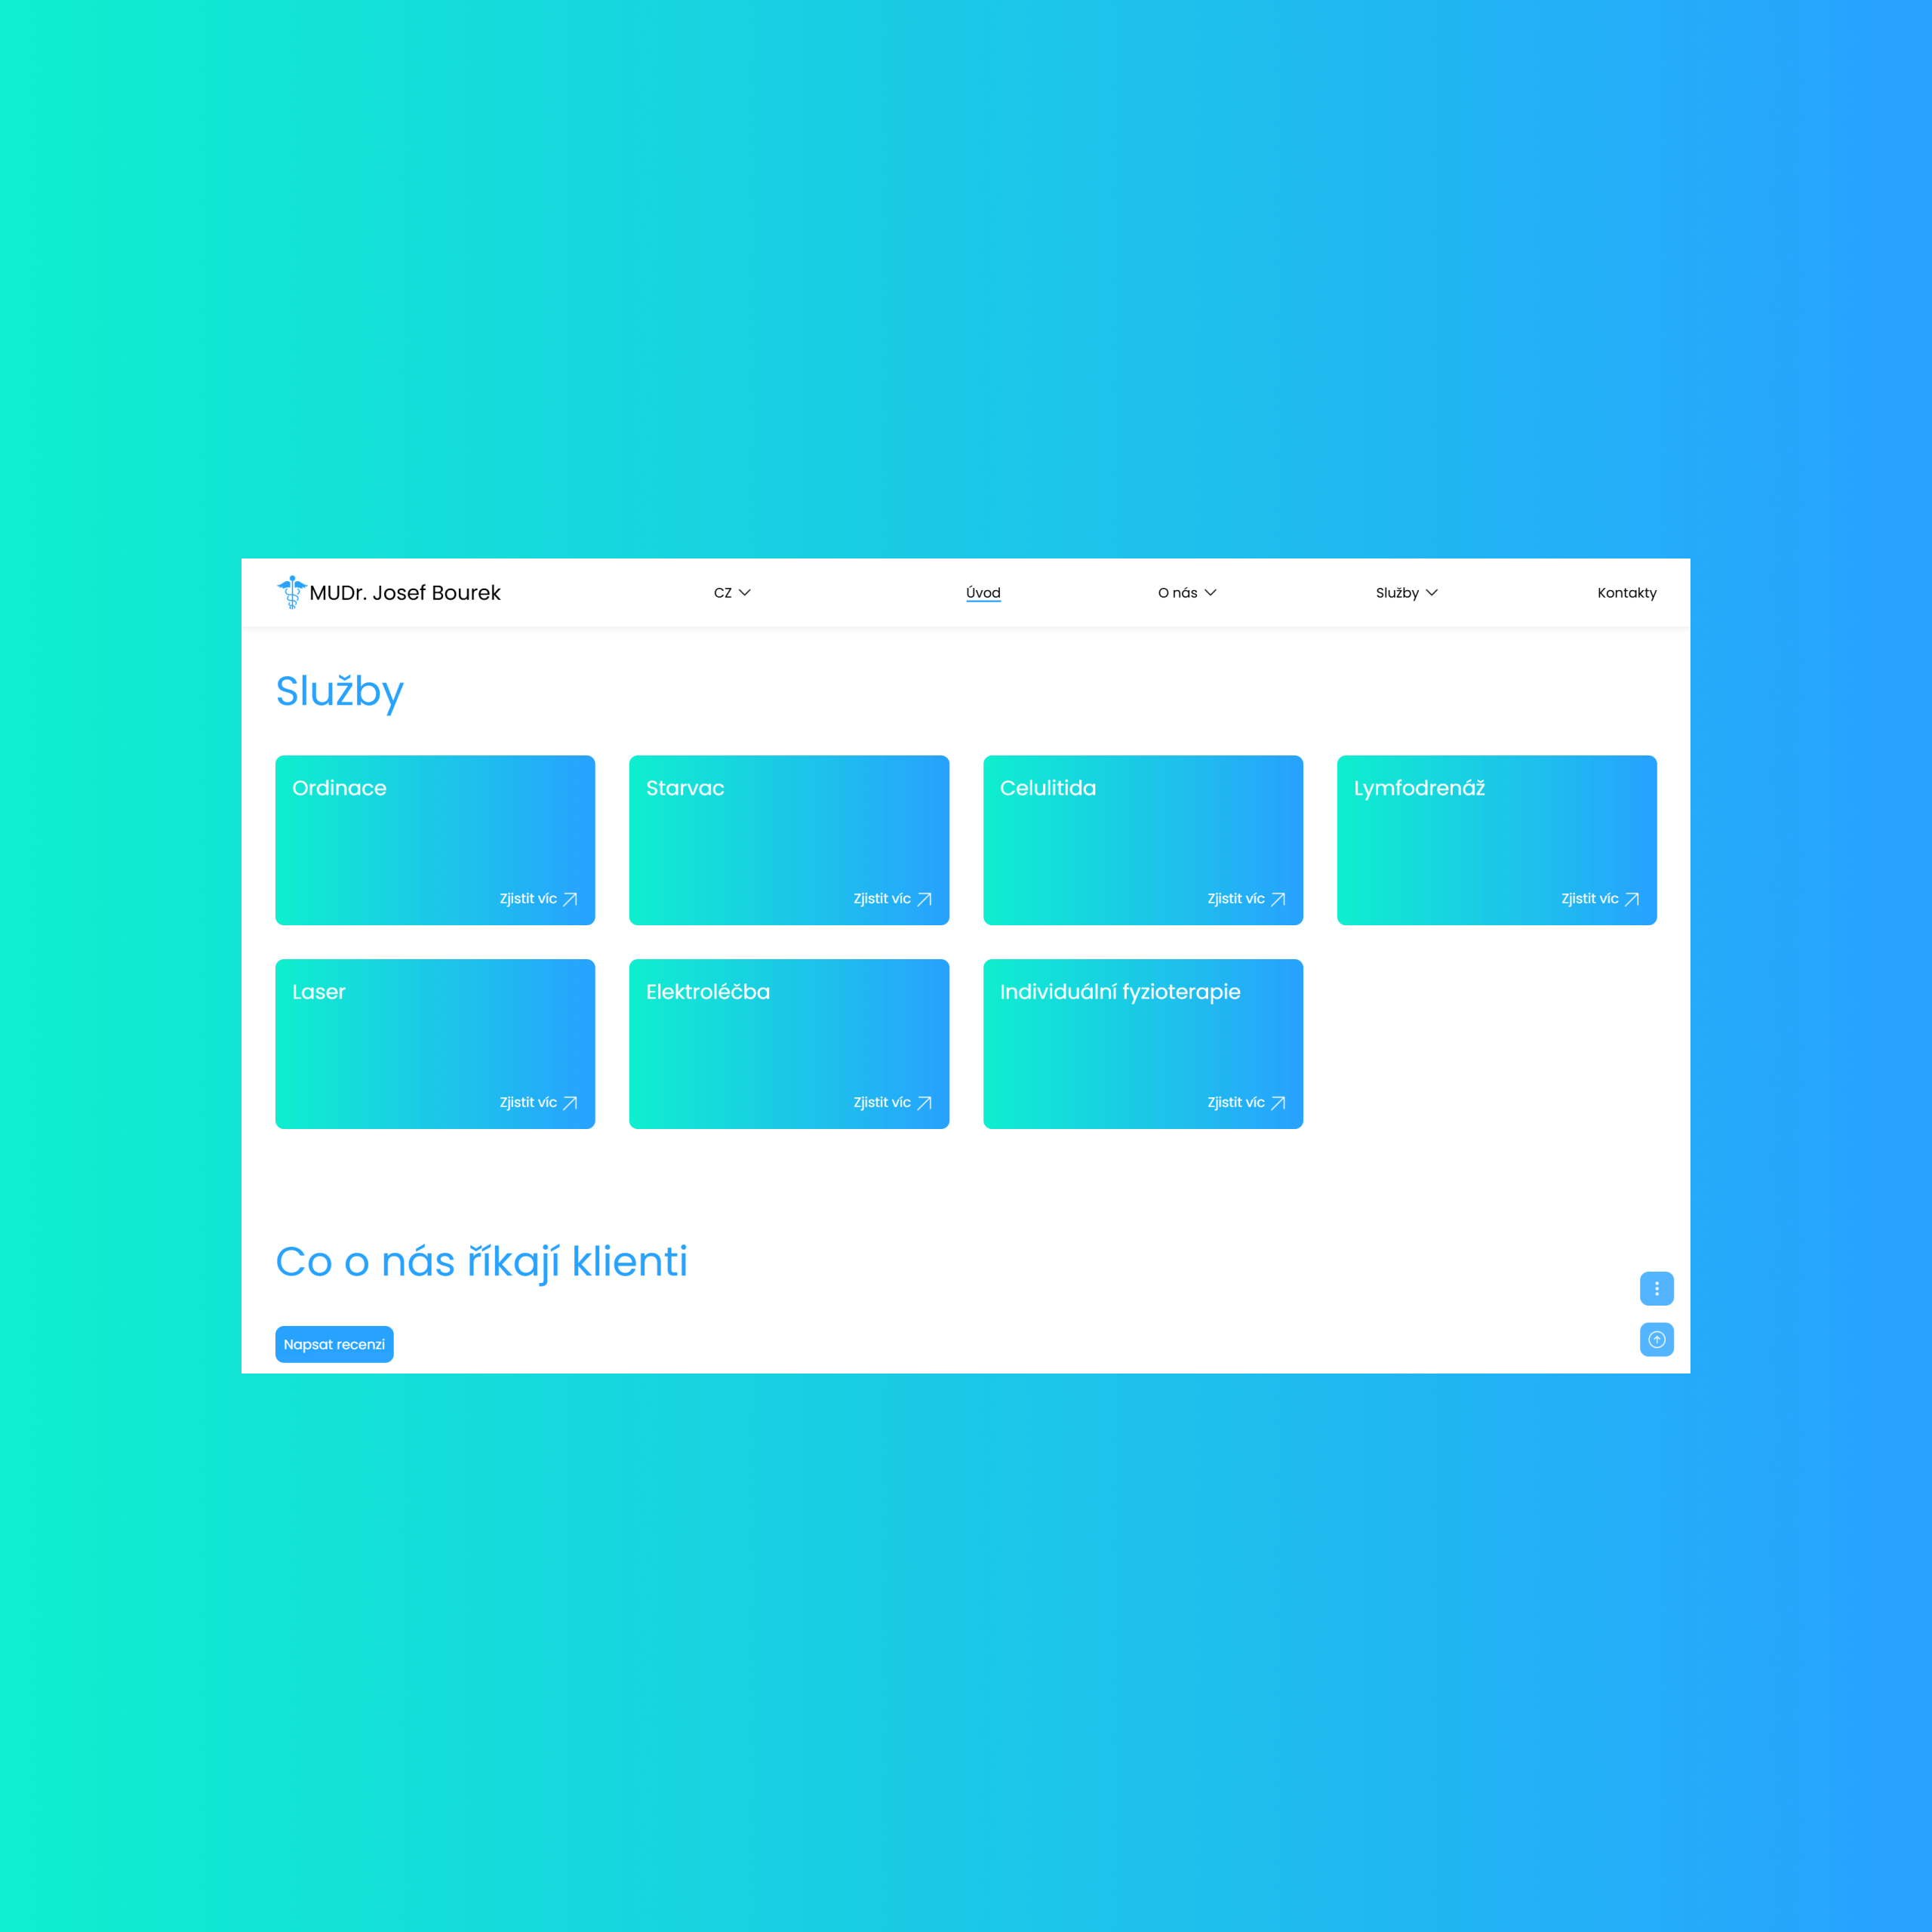 MUDr. Josef Bourek
CZ
Úvod
O nás
Služby
Kontakty
Služby
Ordinace
Zjistit víc
Starvac
Zjistit víc
Celulitida
Zjistit víc
Lymfodrenáž
Zjistit víc
Laser
Zjistit víc
Elektroléčba
Zjistit víc
Individuální fyzioterapie
Zjistit víc
Co o nás říkají klienti
Napsat recenzi